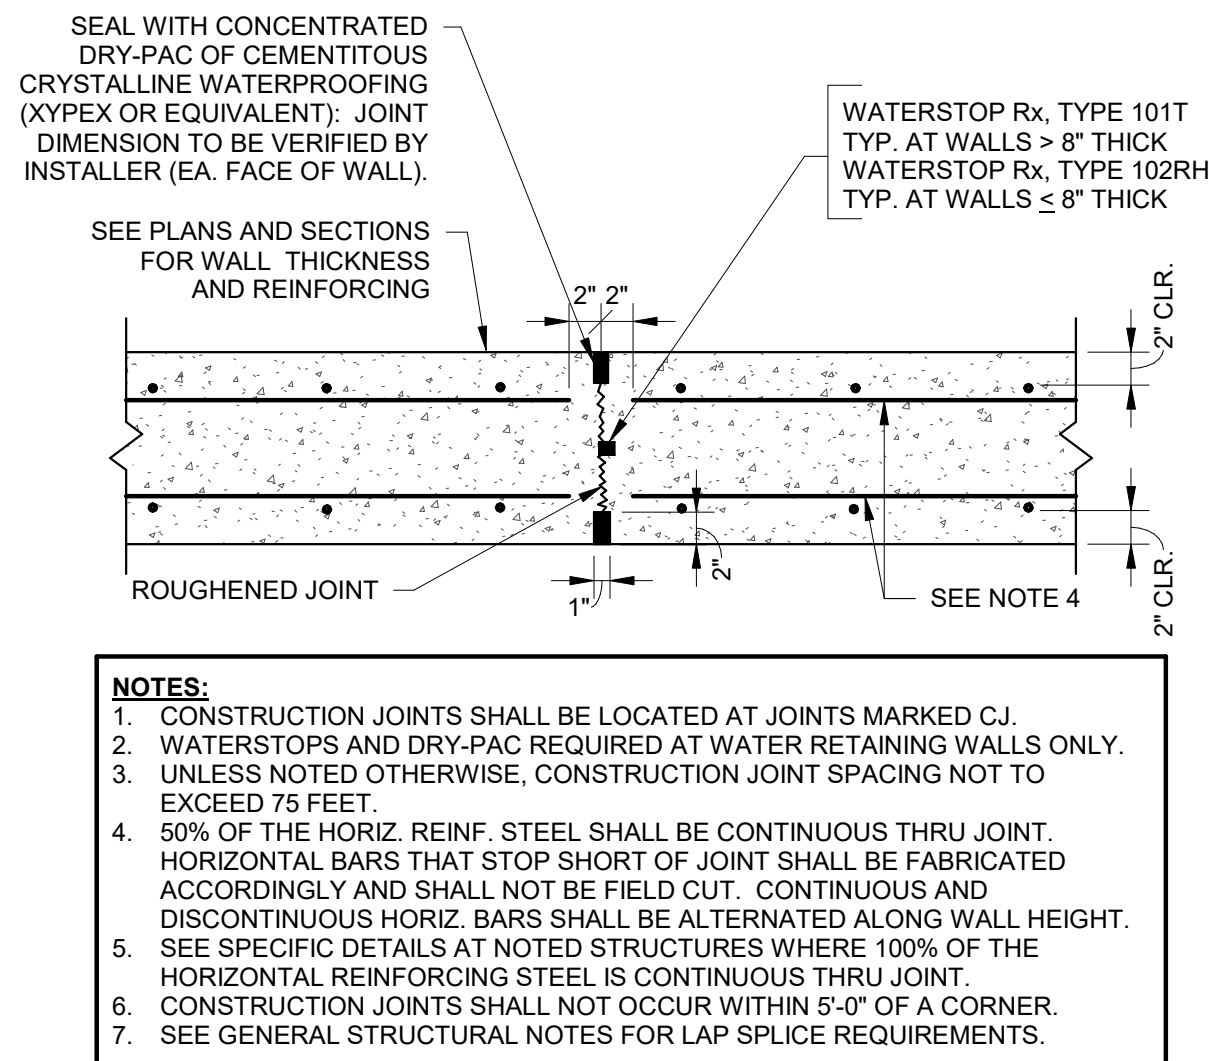 SEAL WITH CONCENTRATED
DRY-PAC OF CEMENTITOUS
CRYSTALLINE WATERPROOFING
(XYPEX OR EQUIVALENT): JOINT
DIMENSION TO BE VERIFIED BY
INSTALLER (EA. FACE OF WALL).
WATERSTOP Rx, TYPE 101T
TYP. AT WALLS > 8" THICK
WATERSTOP Rx, TYPE 102RH
TYP. AT WALLS ≤ 8" THICK
SEE PLANS AND SECTIONS
FOR WALL THICKNESS
AND REINFORCING
2" 2"
2" CLR.
ROUGHENED JOINT
1"
2"
SEE NOTE 4
2" CLR.
NOTES:
1. CONSTRUCTION JOINTS SHALL BE LOCATED AT JOINTS MARKED CJ.
2. WATERSTOPS AND DRY-PAC REQUIRED AT WATER RETAINING WALLS ONLY.
3. UNLESS NOTED OTHERWISE, CONSTRUCTION JOINT SPACING NOT TO
EXCEED 75 FEET.
4. 50% OF THE HORIZ. REINF. STEEL SHALL BE CONTINUOUS THRU JOINT.
HORIZONTAL BARS THAT STOP SHORT OF JOINT SHALL BE FABRICATED
ACCORDINGLY AND SHALL NOT BE FIELD CUT. CONTINUOUS AND
DISCONTINUOUS HORIZ. BARS SHALL BE ALTERNATED ALONG WALL HEIGHT.
5. SEE SPECIFIC DETAILS AT NOTED STRUCTURES WHERE 100% OF THE
HORIZONTAL REINFORCING STEEL IS CONTINUOUS THRU JOINT.
6. CONSTRUCTION JOINTS SHALL NOT OCCUR WITHIN 5'-0" OF A CORNER.
7. SEE GENERAL STRUCTURAL NOTES FOR LAP SPLICE REQUIREMENTS.